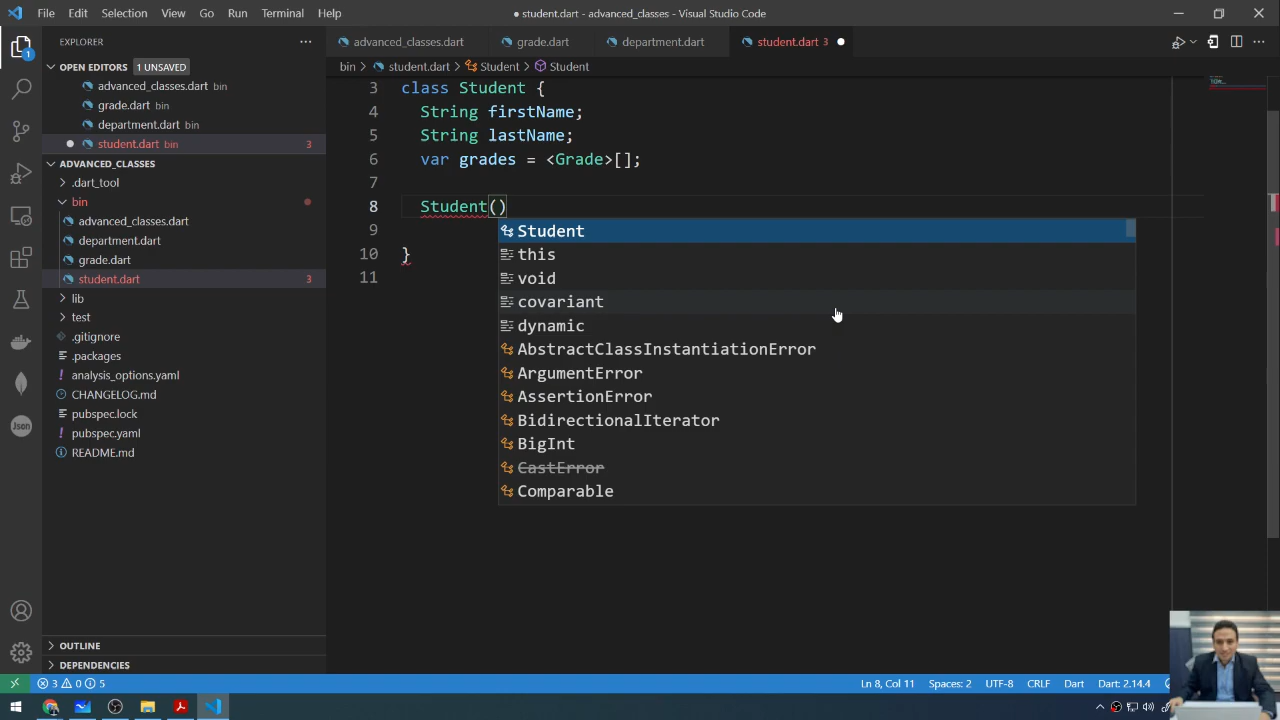 File Edit Selection View Go Run Terminal Help
● student.dart - advanced_classes - Visual Studio Code
EXPLORER
OPEN EDITORS 1 UNSAVED
advanced_classes.dart bin
grade.dart bin
department.dart bin
student.dart bin 3
ADVANCED_CLASSES
.dart_tool
bin
advanced_classes.dart
department.dart
grade.dart
student.dart 3
lib
test
.gitignore
.packages
analysis_options.yaml
CHANGELOG.md
pubspec.lock
pubspec.yaml
README.md
OUTLINE
DEPENDENCIES
1
Json
advanced_classes.dart grade.dart department.dart student.dart 3
bin > student.dart > Student > Student
3 class Student {
4 String firstName;
5 String lastName;
6 var grades = <Grade>[];
7
8 Student()
9
10 }
11
Student
this
void
covariant
dynamic
AbstractClassInstantiationError
ArgumentError
AssertionError
BidirectionalIterator
BigInt
CastError
Comparable
3 0 5
Ln 8, Col 11 Spaces: 2 UTF-8 CRLF Dart Dart: 2.14.4